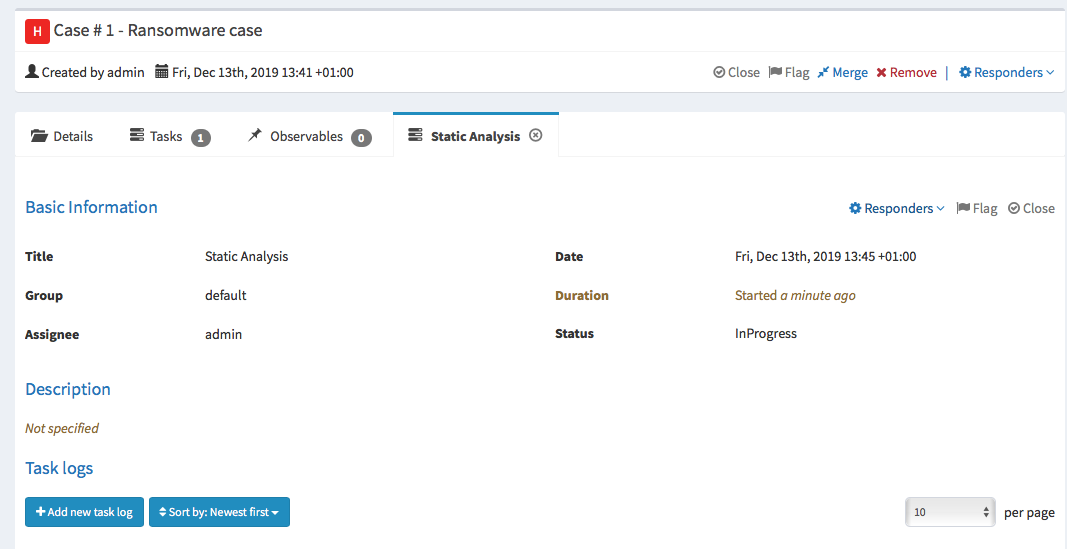 H Case # 1 - Ransomware case
Created by admin Fri, Dec 13th, 2019 13:41 +01:00 Close Flag Merge Remove | Responders
Details Tasks 1 Observables 0 Static Analysis
Basic Information Responders Flag Close
Title Static Analysis Date Fri, Dec 13th, 2019 13:45 +01:00
Group default Duration Started a minute ago
Assignee admin Status InProgress
Description
Not specified
Task logs
Add new task log Sort by: Newest first 10 per page